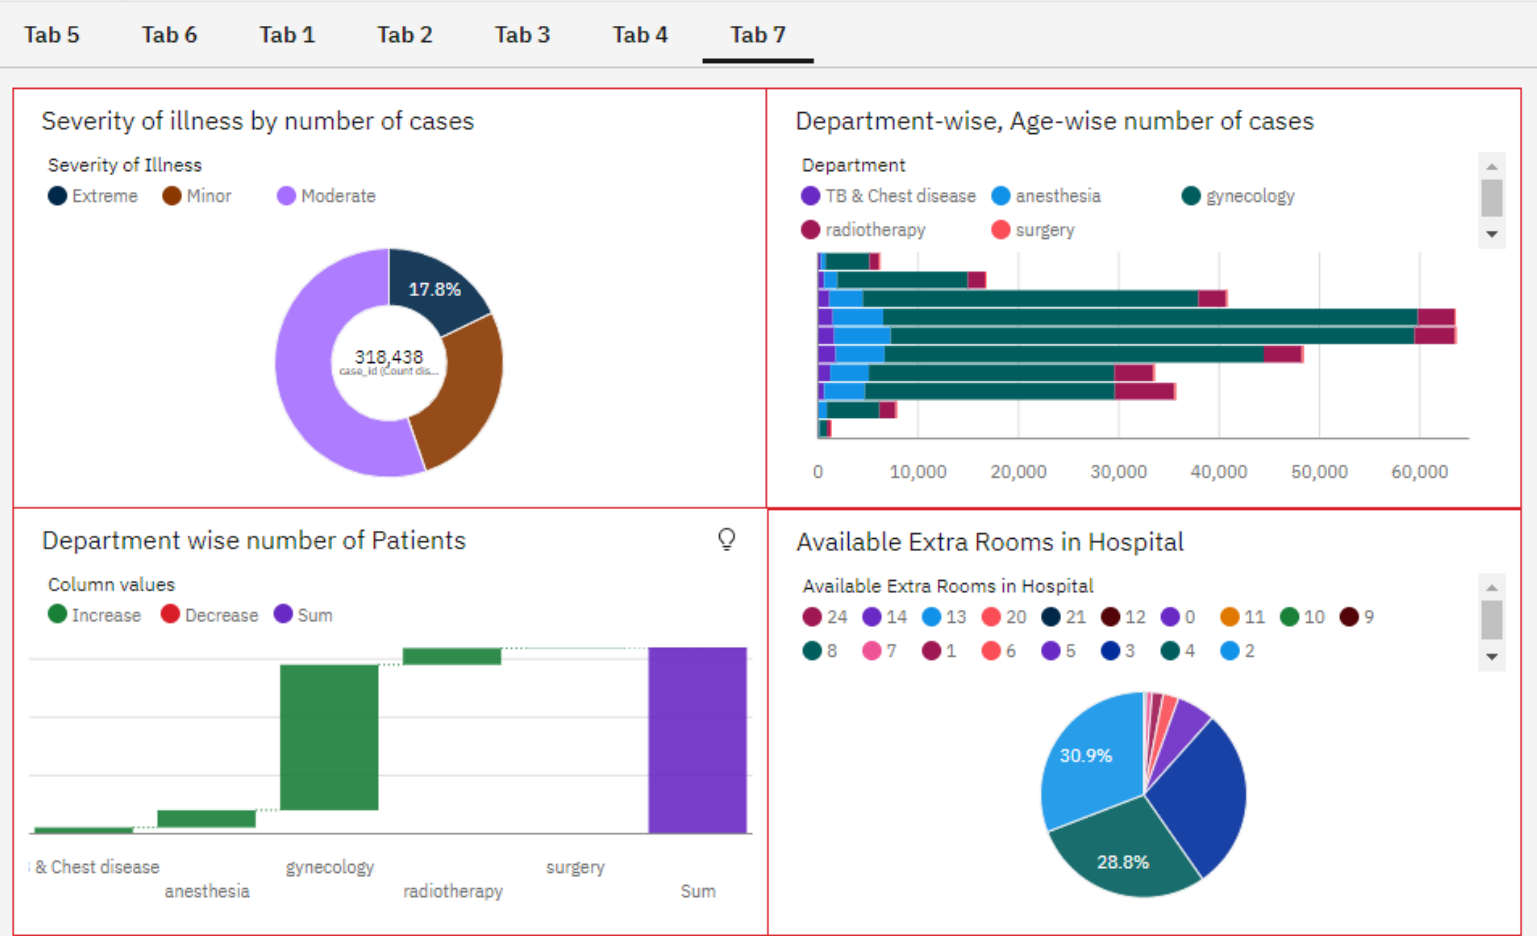 Tab 5 Tab 6 Tab 1 Tab 2 Tab 3 Tab 4 Tab 7
Severity of illness by number of cases
Severity of Illness
Extreme Minor Moderate
17.8%
318,438
case_id (Count dis...
Department-wise, Age-wise number of cases
Department
TB & Chest disease anesthesia gynecology
radiotherapy surgery
0 10,000 20,000 30,000 40,000 50,000 60,000
Department wise number of Patients
Column values
Increase Decrease Sum
& Chest disease gynecology surgery
anesthesia radiotherapy Sum
Available Extra Rooms in Hospital
Available Extra Rooms in Hospital
24 14 13 20 21 12 0 11 10 9
8 7 1 6 5 3 4 2
30.9%
28.8%